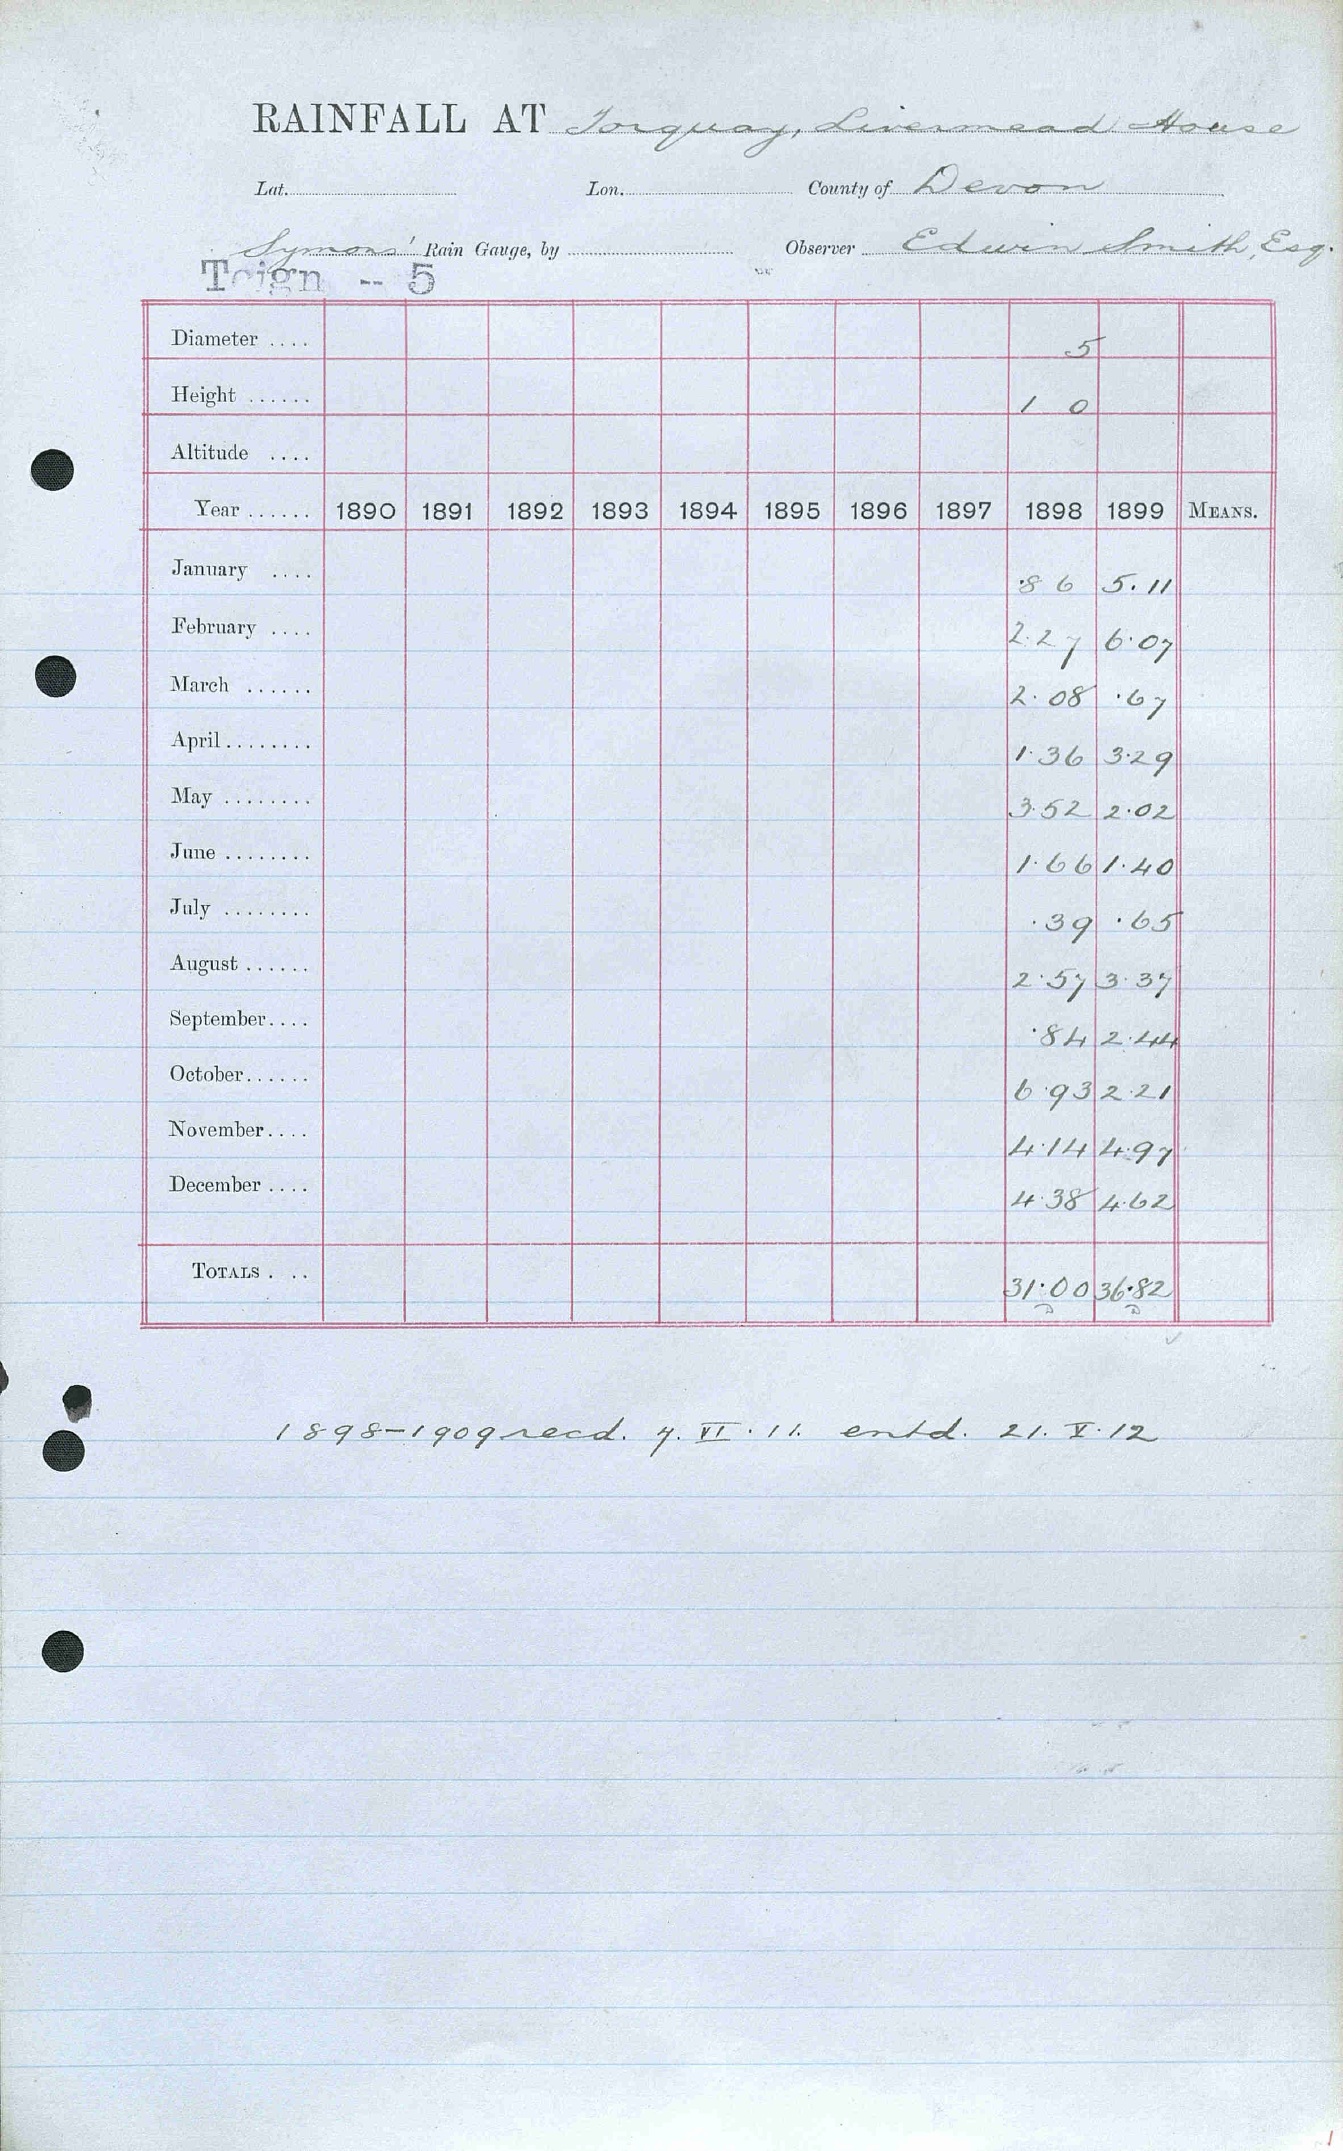 RAINFALL AT Torquay, Livermead House
Lat. Lon. County of Devon
Symons' Rain Gauge, by Observer Edwin Smith, Esq.
Teign -- 5
Diameter .... 5
Height ...... 1 0
Altitude ....
Year ...... 1890 1891 1892 1893 1894 1895 1896 1897 1898 1899 MEANS.
January .... ·86 5.11
February .... 2.27 6·07
March ...... 2·08 ·67
April........ 1·36 3·29
May ........ 3·52 2·02
June ........ 1·66 1·40
July ........ ·39 ·65
August ...... 2·57 3·37
September.... ·84 2·44
October...... 6·93 2·21
November.... 4·14 4·97
December .... 4·38 4·62
TOTALS . .. 31·00 36·82
1898-1909 recd. 7. VI. 11. entd. 21. V. 12